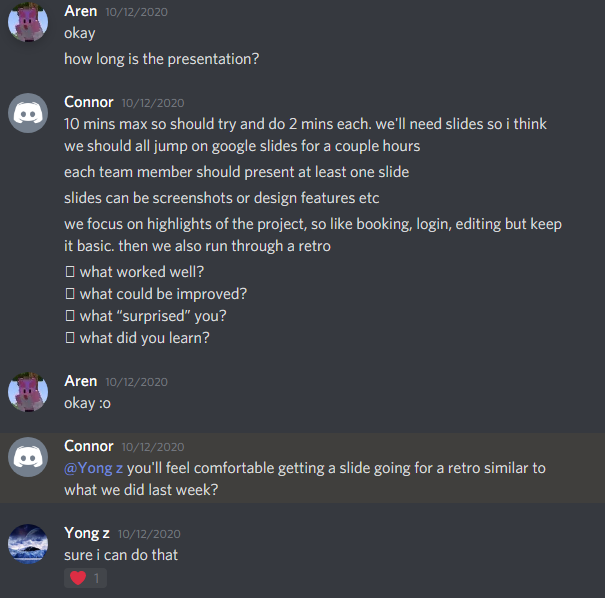 Aren 10/12/2020
okay
how long is the presentation?
Connor 10/12/2020
10 mins max so should try and do 2 mins each. we'll need slides so i think
we should all jump on google slides for a couple hours
each team member should present at least one slide
slides can be screenshots or design features etc
we focus on highlights of the project, so like booking, login, editing but keep
it basic. then we also run through a retro
▯ what worked well?
▯ what could be improved?
▯ what “surprised” you?
▯ what did you learn?
Aren 10/12/2020
okay :o
Connor 10/12/2020
@Yong z you'll feel comfortable getting a slide going for a retro similar to
what we did last week?
Yong z 10/12/2020
sure i can do that
❤️ 1